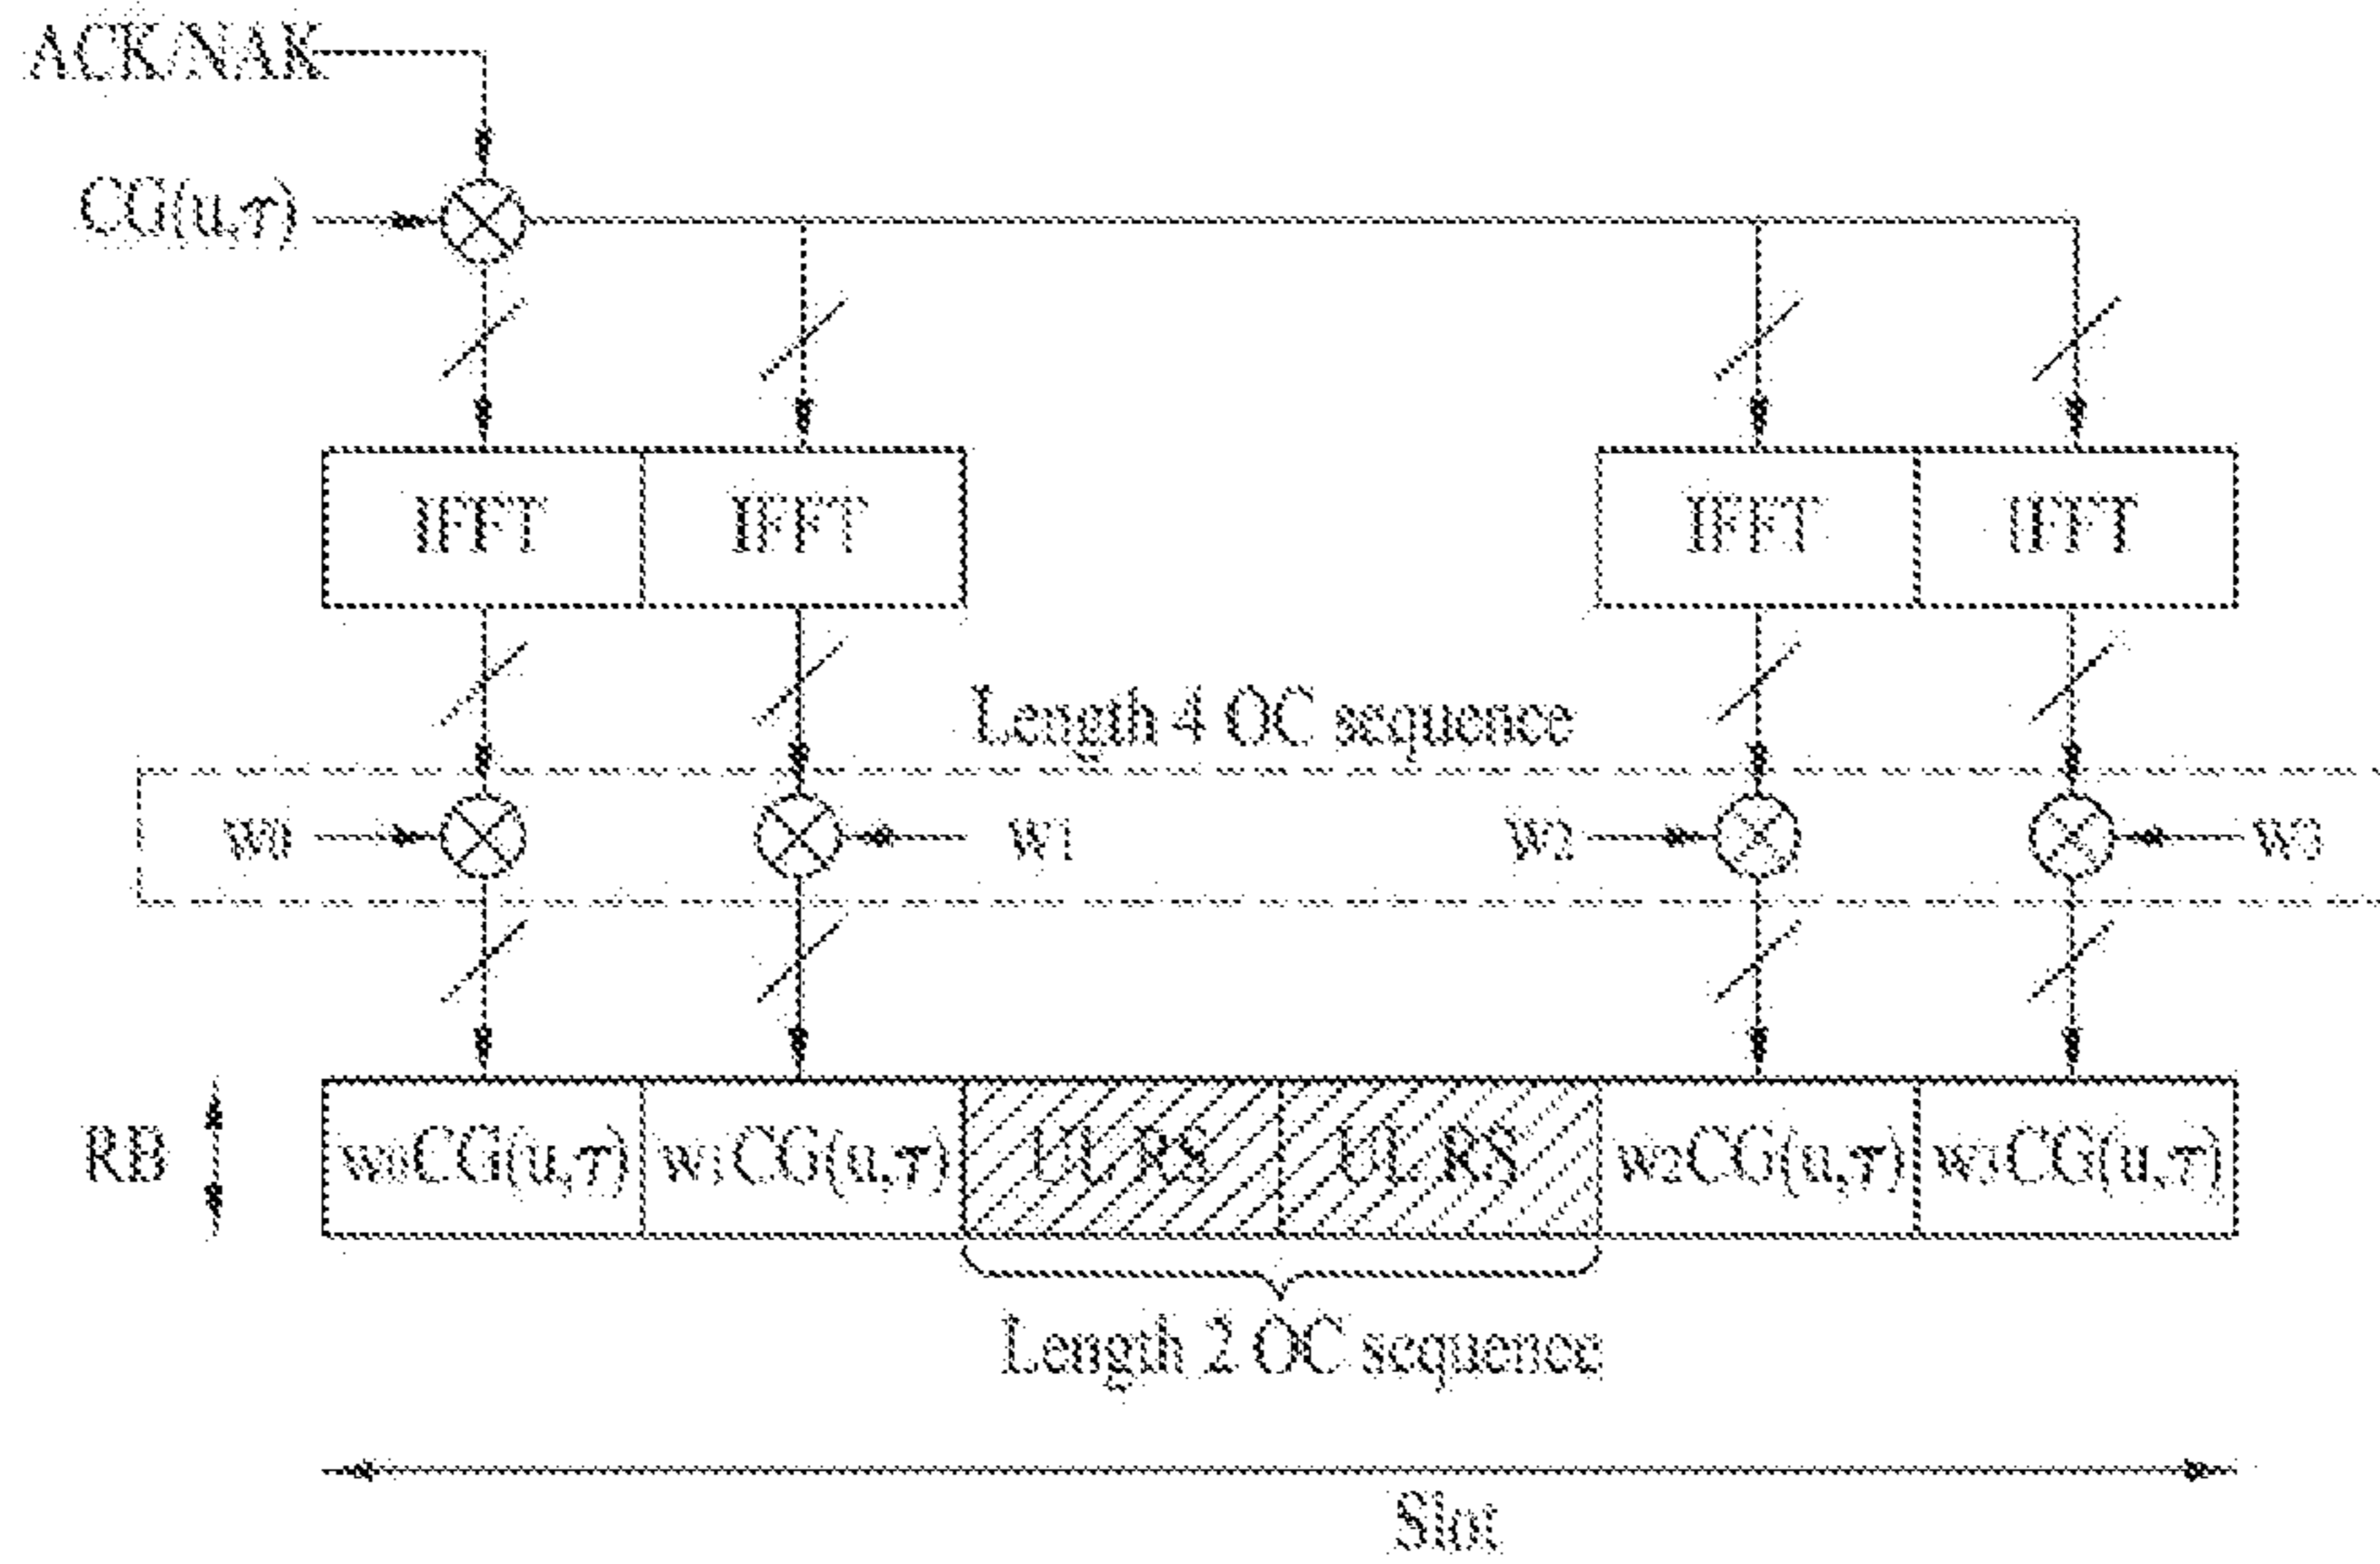 ACK/NAK
CG(u,τ)
IFFT IFFT IFFT IFFT
Length 4 OC sequence
w0 w1 w2 w3
RB w0CG(u,τ) w1CG(u,τ) UL RS UL RS w2CG(u,τ) w3CG(u,τ)
Length 2 OC sequence
Slot